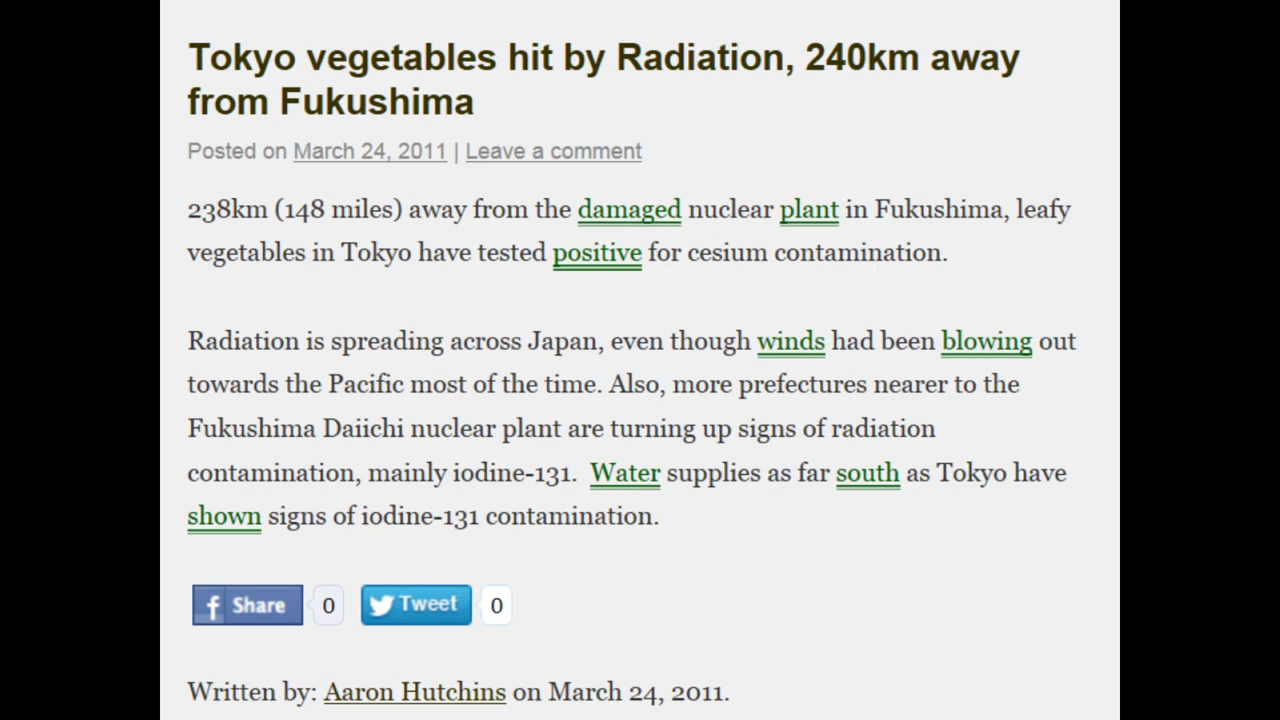 Tokyo vegetables hit by Radiation, 240km away
from Fukushima
Posted on March 24, 2011 | Leave a comment
238km (148 miles) away from the damaged nuclear plant in Fukushima, leafy
vegetables in Tokyo have tested positive for cesium contamination.
Radiation is spreading across Japan, even though winds had been blowing out
towards the Pacific most of the time. Also, more prefectures nearer to the
Fukushima Daiichi nuclear plant are turning up signs of radiation
contamination, mainly iodine-131. Water supplies as far south as Tokyo have
shown signs of iodine-131 contamination.
Share 0 Tweet 0
Written by: Aaron Hutchins on March 24, 2011.